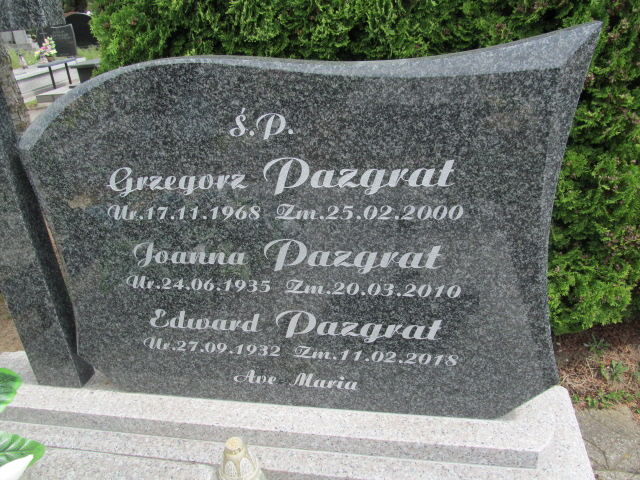 Ś.P.
Grzegorz Pazgrat
Ur.17.11.1968 Zm.25.02.2000
Joanna Pazgrat
Ur.24.06.1935 Zm.20.03.2010
Edward Pazgrat
Ur.27.09.1932 Zm.11.02.2018
Ave - Maria